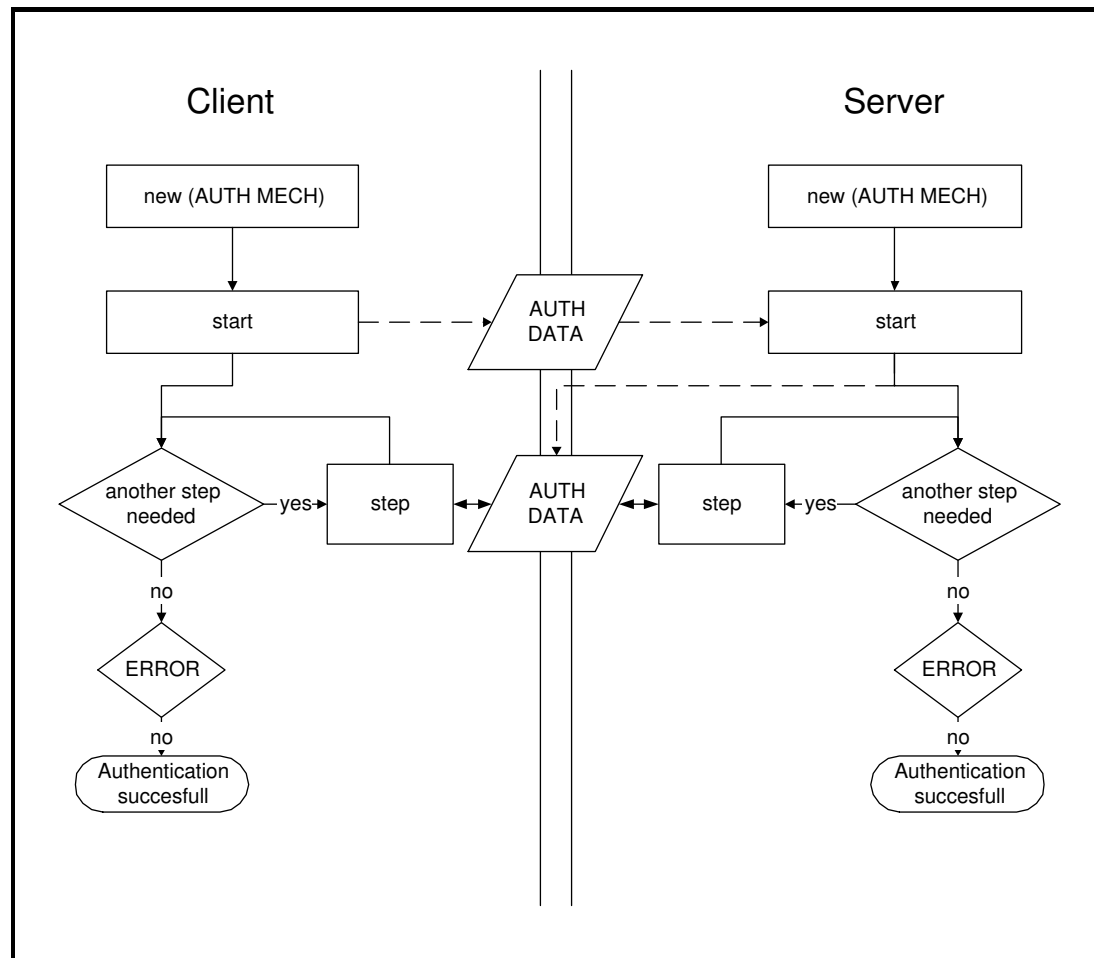 Client
Server
new (AUTH MECH)
new (AUTH MECH)
start
AUTH
DATA
start
another step
needed
yes
step
AUTH
DATA
step
yes
another step
needed
no
no
ERROR
ERROR
no
no
Authentication
succesfull
Authentication
succesfull